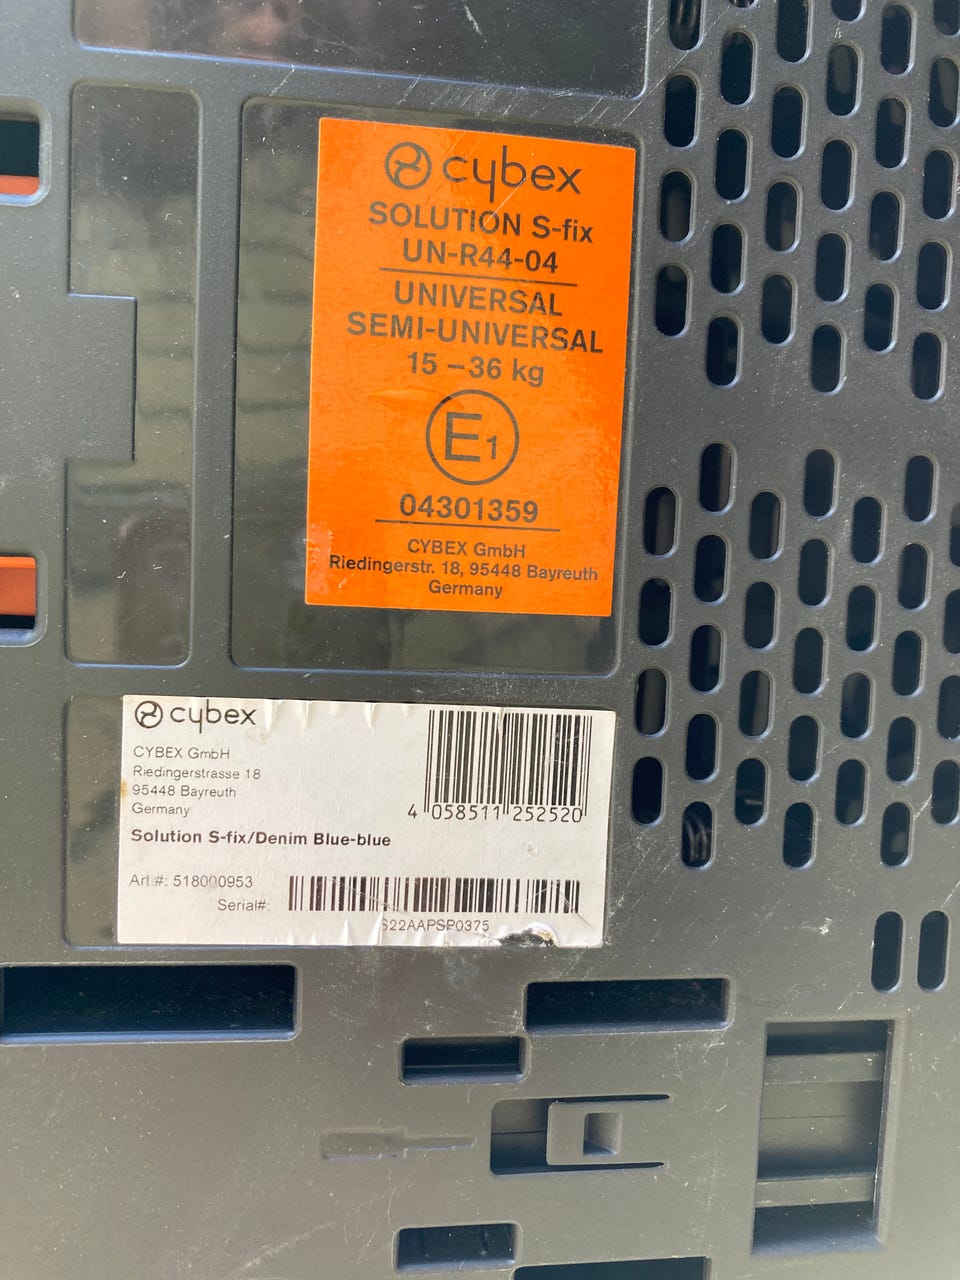 cybex
SOLUTION S-fix
UN-R44-04
UNIVERSAL
SEMI-UNIVERSAL
15 – 36 kg
E1
04301359
CYBEX GmbH
Riedingerstr. 18, 95448 Bayreuth
Germany
cybex
CYBEX GmbH
Riedingerstrasse 18
95448 Bayreuth
Germany
4 058511 252520
Solution S-fix/Denim Blue-blue
Art.#: 518000953
Serial#:
S22AAPSP0375